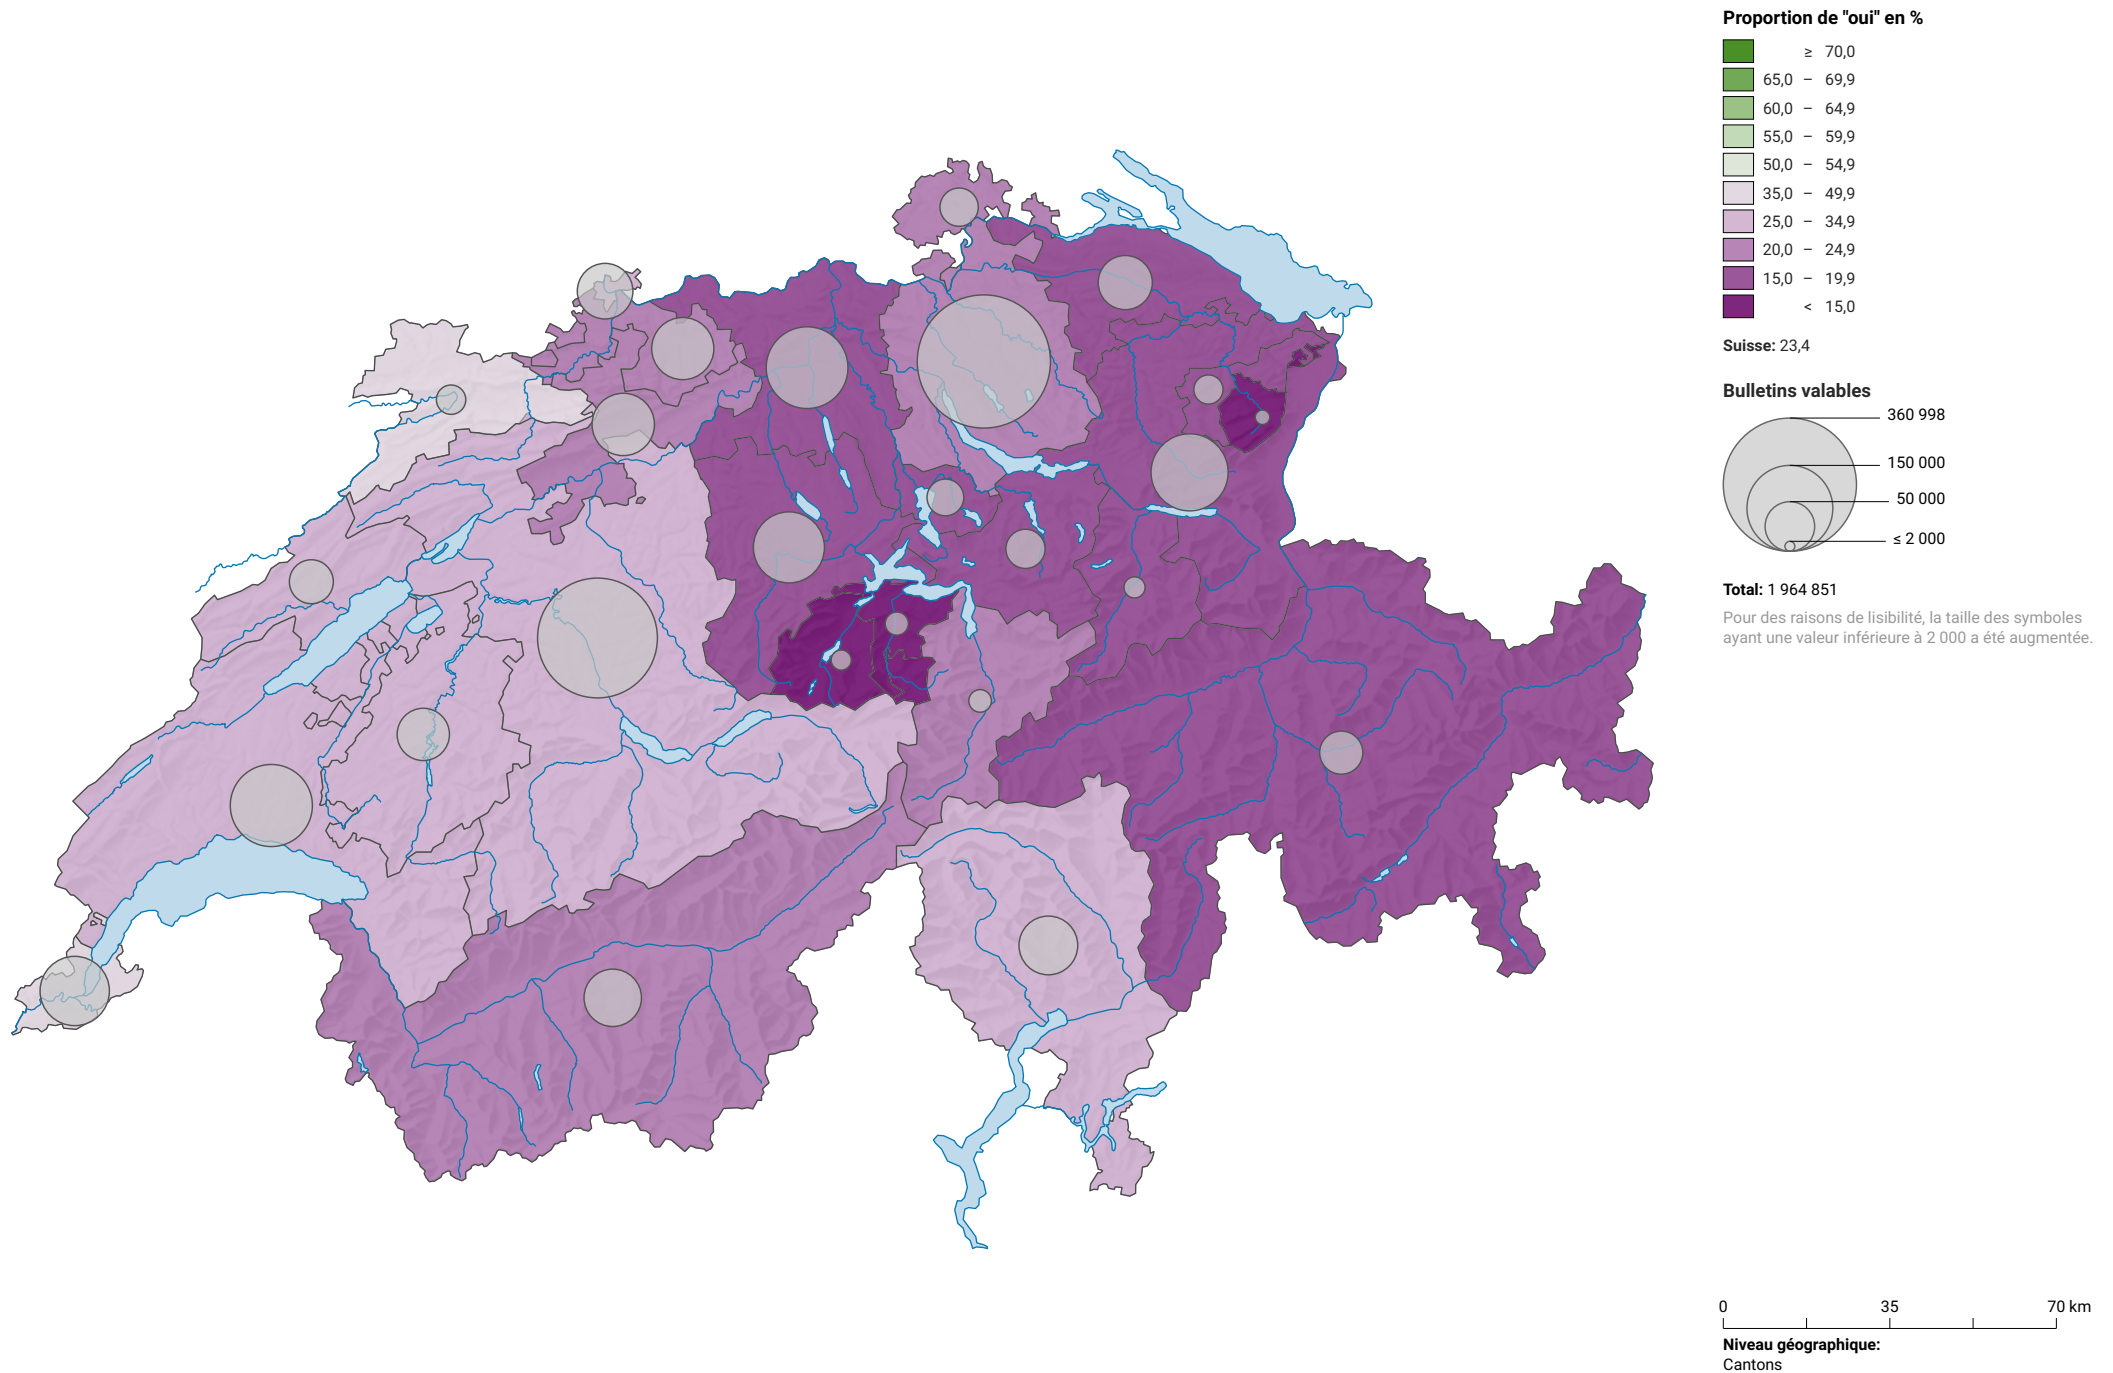 Proportion de "oui" en %
≥ 70,0
65,0 – 69,9
60,0 – 64,9
55,0 – 59,9
50,0 – 54,9
35,0 – 49,9
25,0 – 34,9
20,0 – 24,9
15,0 – 19,9
< 15,0
Suisse: 23,4
Bulletins valables
360 998
150 000
50 000
≤ 2 000
Total: 1 964 851
Pour des raisons de lisibilité, la taille des symboles
ayant une valeur inférieure à 2 000 a été augmentée.
0 35 70 km
Niveau géographique:
Cantons